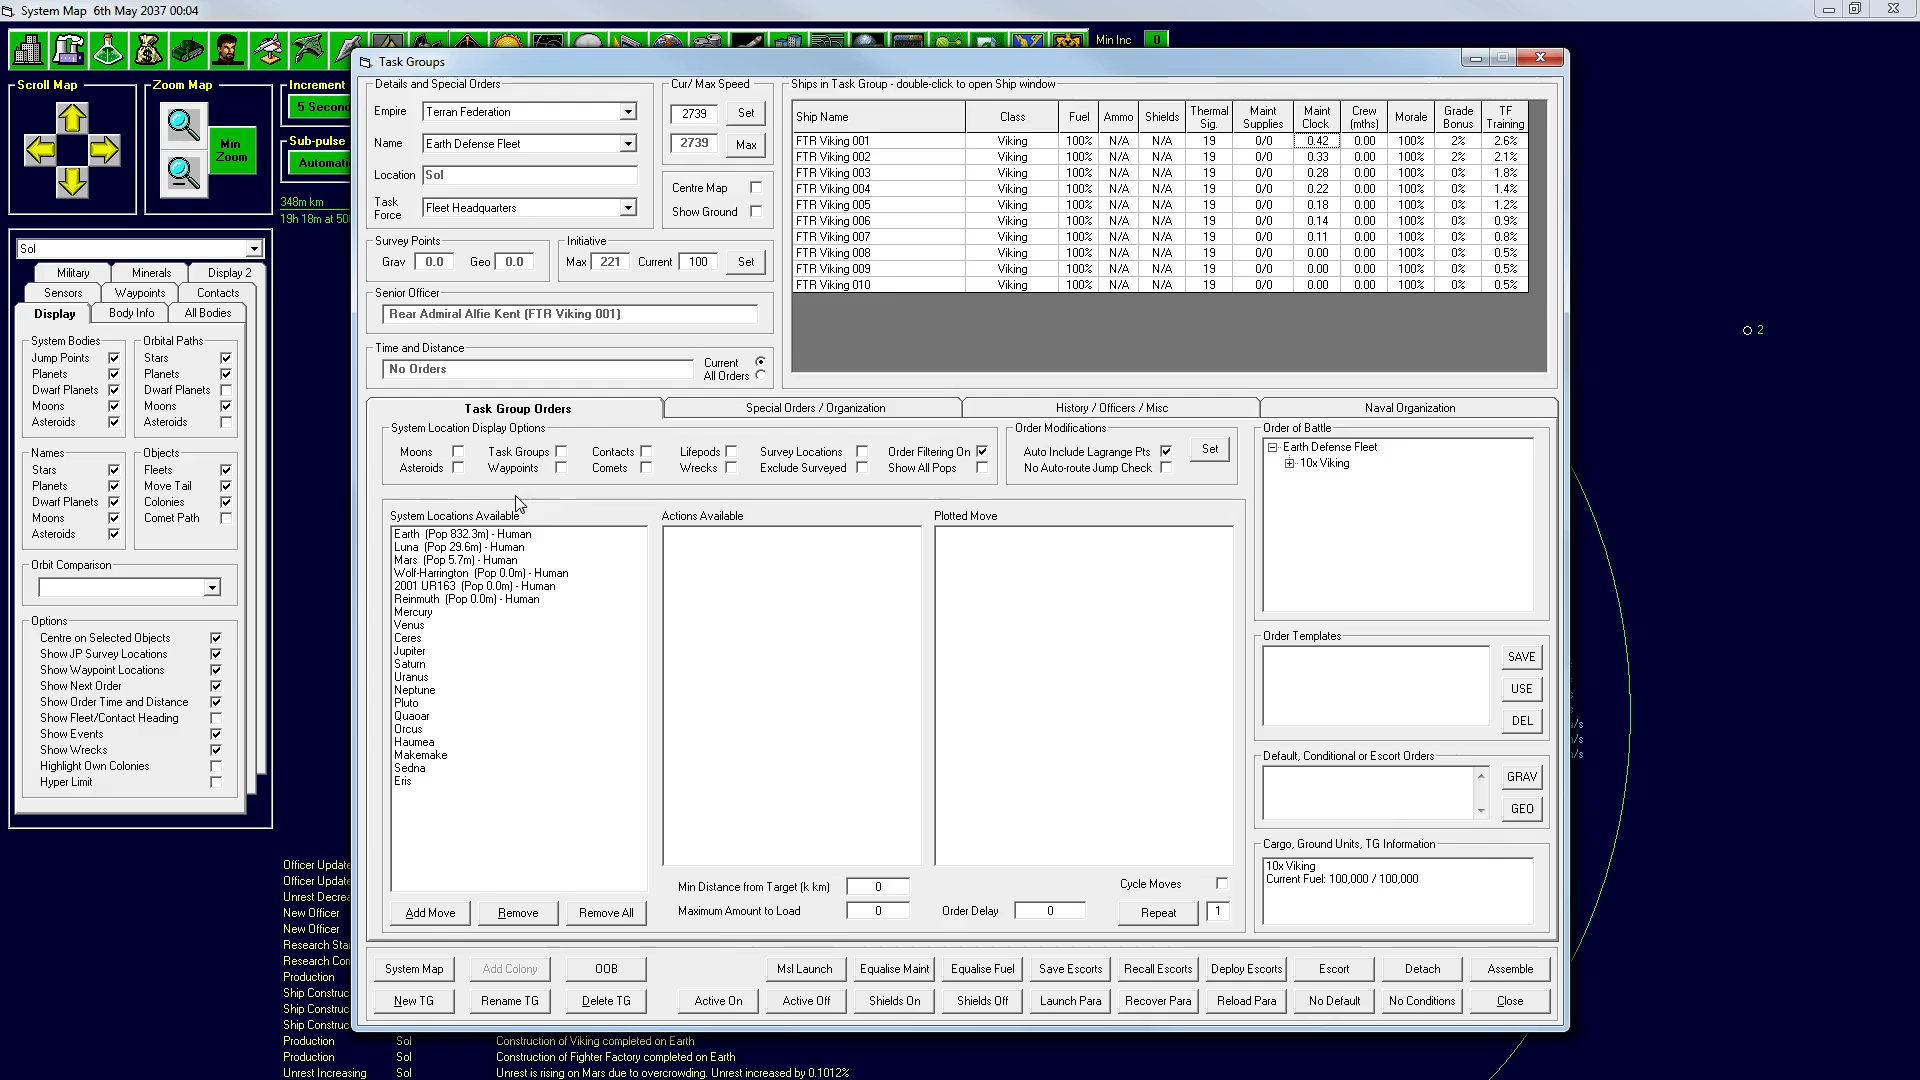 System Map 6th May 2037 00:04
Min Inc 0
Scroll Map
Zoom Map
Min Zoom
Increment
5 Second
Sub-pulse
Automati
348m km
19h 18m at 500
Sol
Military Minerals Display 2
Sensors Waypoints Contacts
Display Body Info All Bodies
System Bodies
Jump Points
Planets
Dwarf Planets
Moons
Asteroids
Orbital Paths
Stars
Planets
Dwarf Planets
Moons
Asteroids
Names
Stars
Planets
Dwarf Planets
Moons
Asteroids
Objects
Fleets
Move Tail
Colonies
Comet Path
Orbit Comparison
Options
Centre on Selected Objects
Show JP Survey Locations
Show Waypoint Locations
Show Next Order
Show Order Time and Distance
Show Fleet/Contact Heading
Show Events
Show Wrecks
Highlight Own Colonies
Hyper Limit
Task Groups
Details and Special Orders
Empire Terran Federation
Name Earth Defense Fleet
Location Sol
Task Force Fleet Headquarters
Cur/ Max Speed
2739 Set
2739 Max
Centre Map
Show Ground
Survey Points
Grav 0.0 Geo 0.0
Initiative
Max 221 Current 100 Set
Senior Officer
Rear Admiral Alfie Kent (FTR Viking 001)
Time and Distance
No Orders
Current
All Orders
Ships in Task Group - double-click to open Ship window
Ship Name Class Fuel Ammo Shields Thermal Sig. Maint Supplies Maint Clock Crew (mths) Morale Grade Bonus TF Training
FTR Viking 001 Viking 100% N/A N/A 19 0/0 0.42 0.00 100% 2% 2.6%
FTR Viking 002 Viking 100% N/A N/A 19 0/0 0.33 0.00 100% 2% 2.1%
FTR Viking 003 Viking 100% N/A N/A 19 0/0 0.28 0.00 100% 0% 1.8%
FTR Viking 004 Viking 100% N/A N/A 19 0/0 0.22 0.00 100% 0% 1.4%
FTR Viking 005 Viking 100% N/A N/A 19 0/0 0.18 0.00 100% 0% 1.2%
FTR Viking 006 Viking 100% N/A N/A 19 0/0 0.14 0.00 100% 0% 0.9%
FTR Viking 007 Viking 100% N/A N/A 19 0/0 0.11 0.00 100% 0% 0.8%
FTR Viking 008 Viking 100% N/A N/A 19 0/0 0.00 0.00 100% 0% 0.5%
FTR Viking 009 Viking 100% N/A N/A 19 0/0 0.00 0.00 100% 0% 0.5%
FTR Viking 010 Viking 100% N/A N/A 19 0/0 0.00 0.00 100% 0% 0.5%
Task Group Orders Special Orders / Organization History / Officers / Misc Naval Organization
System Location Display Options
Moons Task Groups Contacts Lifepods Survey Locations Order Filtering On
Asteroids Waypoints Comets Wrecks Exclude Surveyed Show All Pops
Order Modifications
Auto Include Lagrange Pts
No Auto-route Jump Check
Set
System Locations Available
Earth (Pop 832.3m) - Human
Luna (Pop 29.6m) - Human
Mars (Pop 5.7m) - Human
Wolf-Harrington (Pop 0.0m) - Human
2001 UR163 (Pop 0.0m) - Human
Reinmuth (Pop 0.0m) - Human
Mercury
Venus
Ceres
Jupiter
Saturn
Uranus
Neptune
Pluto
Quaoar
Orcus
Haumea
Makemake
Sedna
Eris
Actions Available
Plotted Move
Min Distance from Target (k km) 0
Maximum Amount to Load 0
Order Delay 0
Cycle Moves
Repeat 1
Add Move Remove Remove All
Order of Battle
Earth Defense Fleet
10x Viking
Order Templates
SAVE
USE
DEL
Default, Conditional or Escort Orders
GRAV
GEO
Cargo, Ground Units, TG Information
10x Viking
Current Fuel: 100,000 / 100,000
System Map Add Colony OOB Msl Launch Equalise Maint Equalise Fuel Save Escorts Recall Escorts Deploy Escorts Escort Detach Assemble
New TG Rename TG Delete TG Active On Active Off Shields On Shields Off Launch Para Recover Para Reload Para No Default No Conditions Close
2
/s
/s
/s
Officer Update
Officer Update
Unrest Decrea
New Officer
New Officer
Research Star
Research Con
Production
Ship Construc
Ship Construc
Ship Construc
Production Sol Construction of Viking completed on Earth
Production Sol Construction of Fighter Factory completed on Earth
Unrest Increasing Sol Unrest is rising on Mars due to overcrowding. Unrest increased by 0.1012%